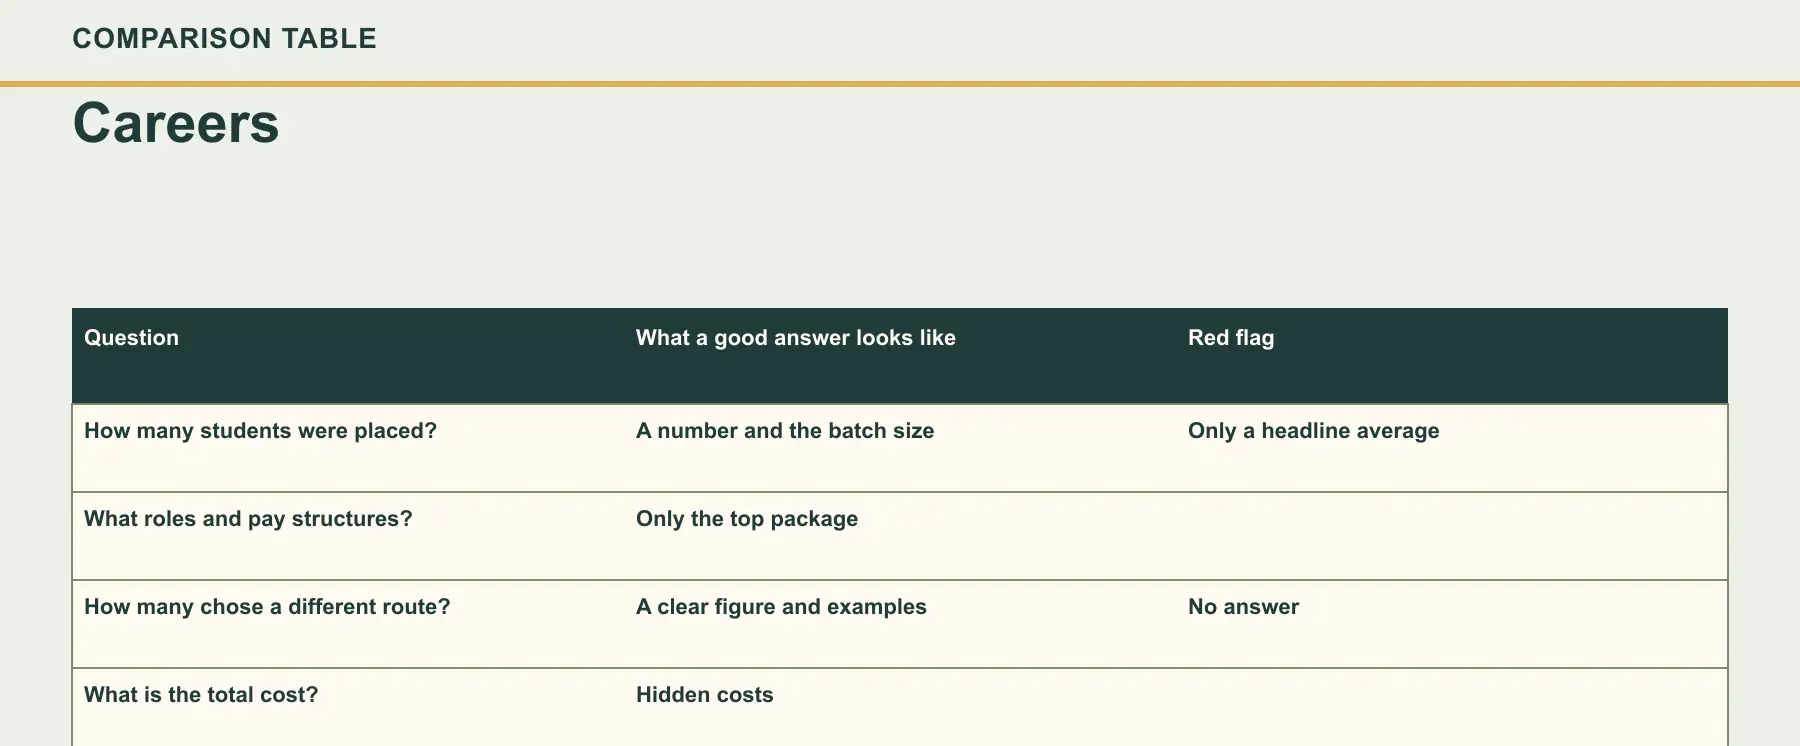 COMPARISON TABLE
Careers
Question What a good answer looks like Red flag
How many students were placed? A number and the batch size Only a headline average
What roles and pay structures? Only the top package
How many chose a different route? A clear figure and examples No answer
What is the total cost? Hidden costs